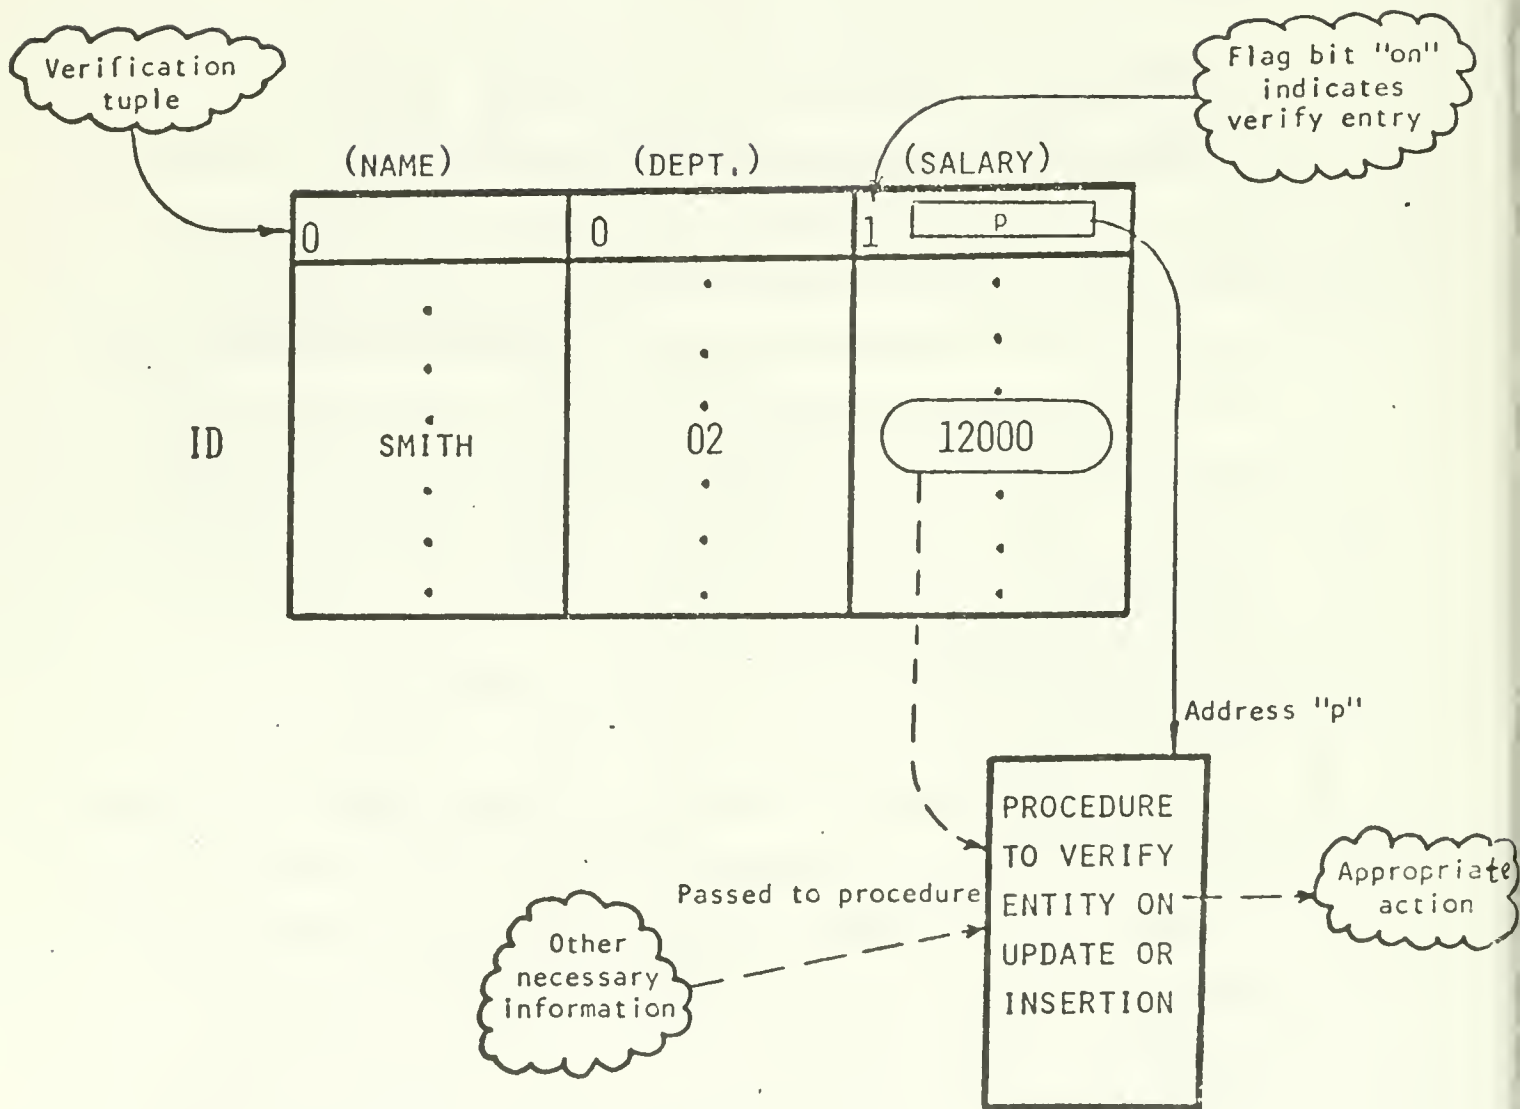 Verification
tuple
Flag bit "on"
indicates
verify entry
(NAME) (DEPT.) (SALARY)
0 0 1 p
ID SMITH 02 12000
Address "p"
PROCEDURE
TO VERIFY
ENTITY ON
UPDATE OR
INSERTION
Passed to procedure
Other
necessary
information
Appropriate
action